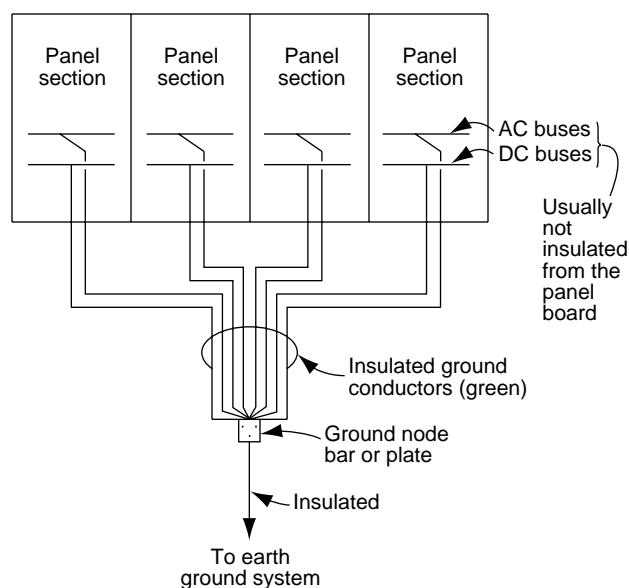 Panel
section
Panel
section
Panel
section
Panel
section
AC buses
DC buses
Usually
not
insulated
from the
panel
board
Insulated ground
conductors (green)
Ground node
bar or plate
Insulated
To earth
ground system